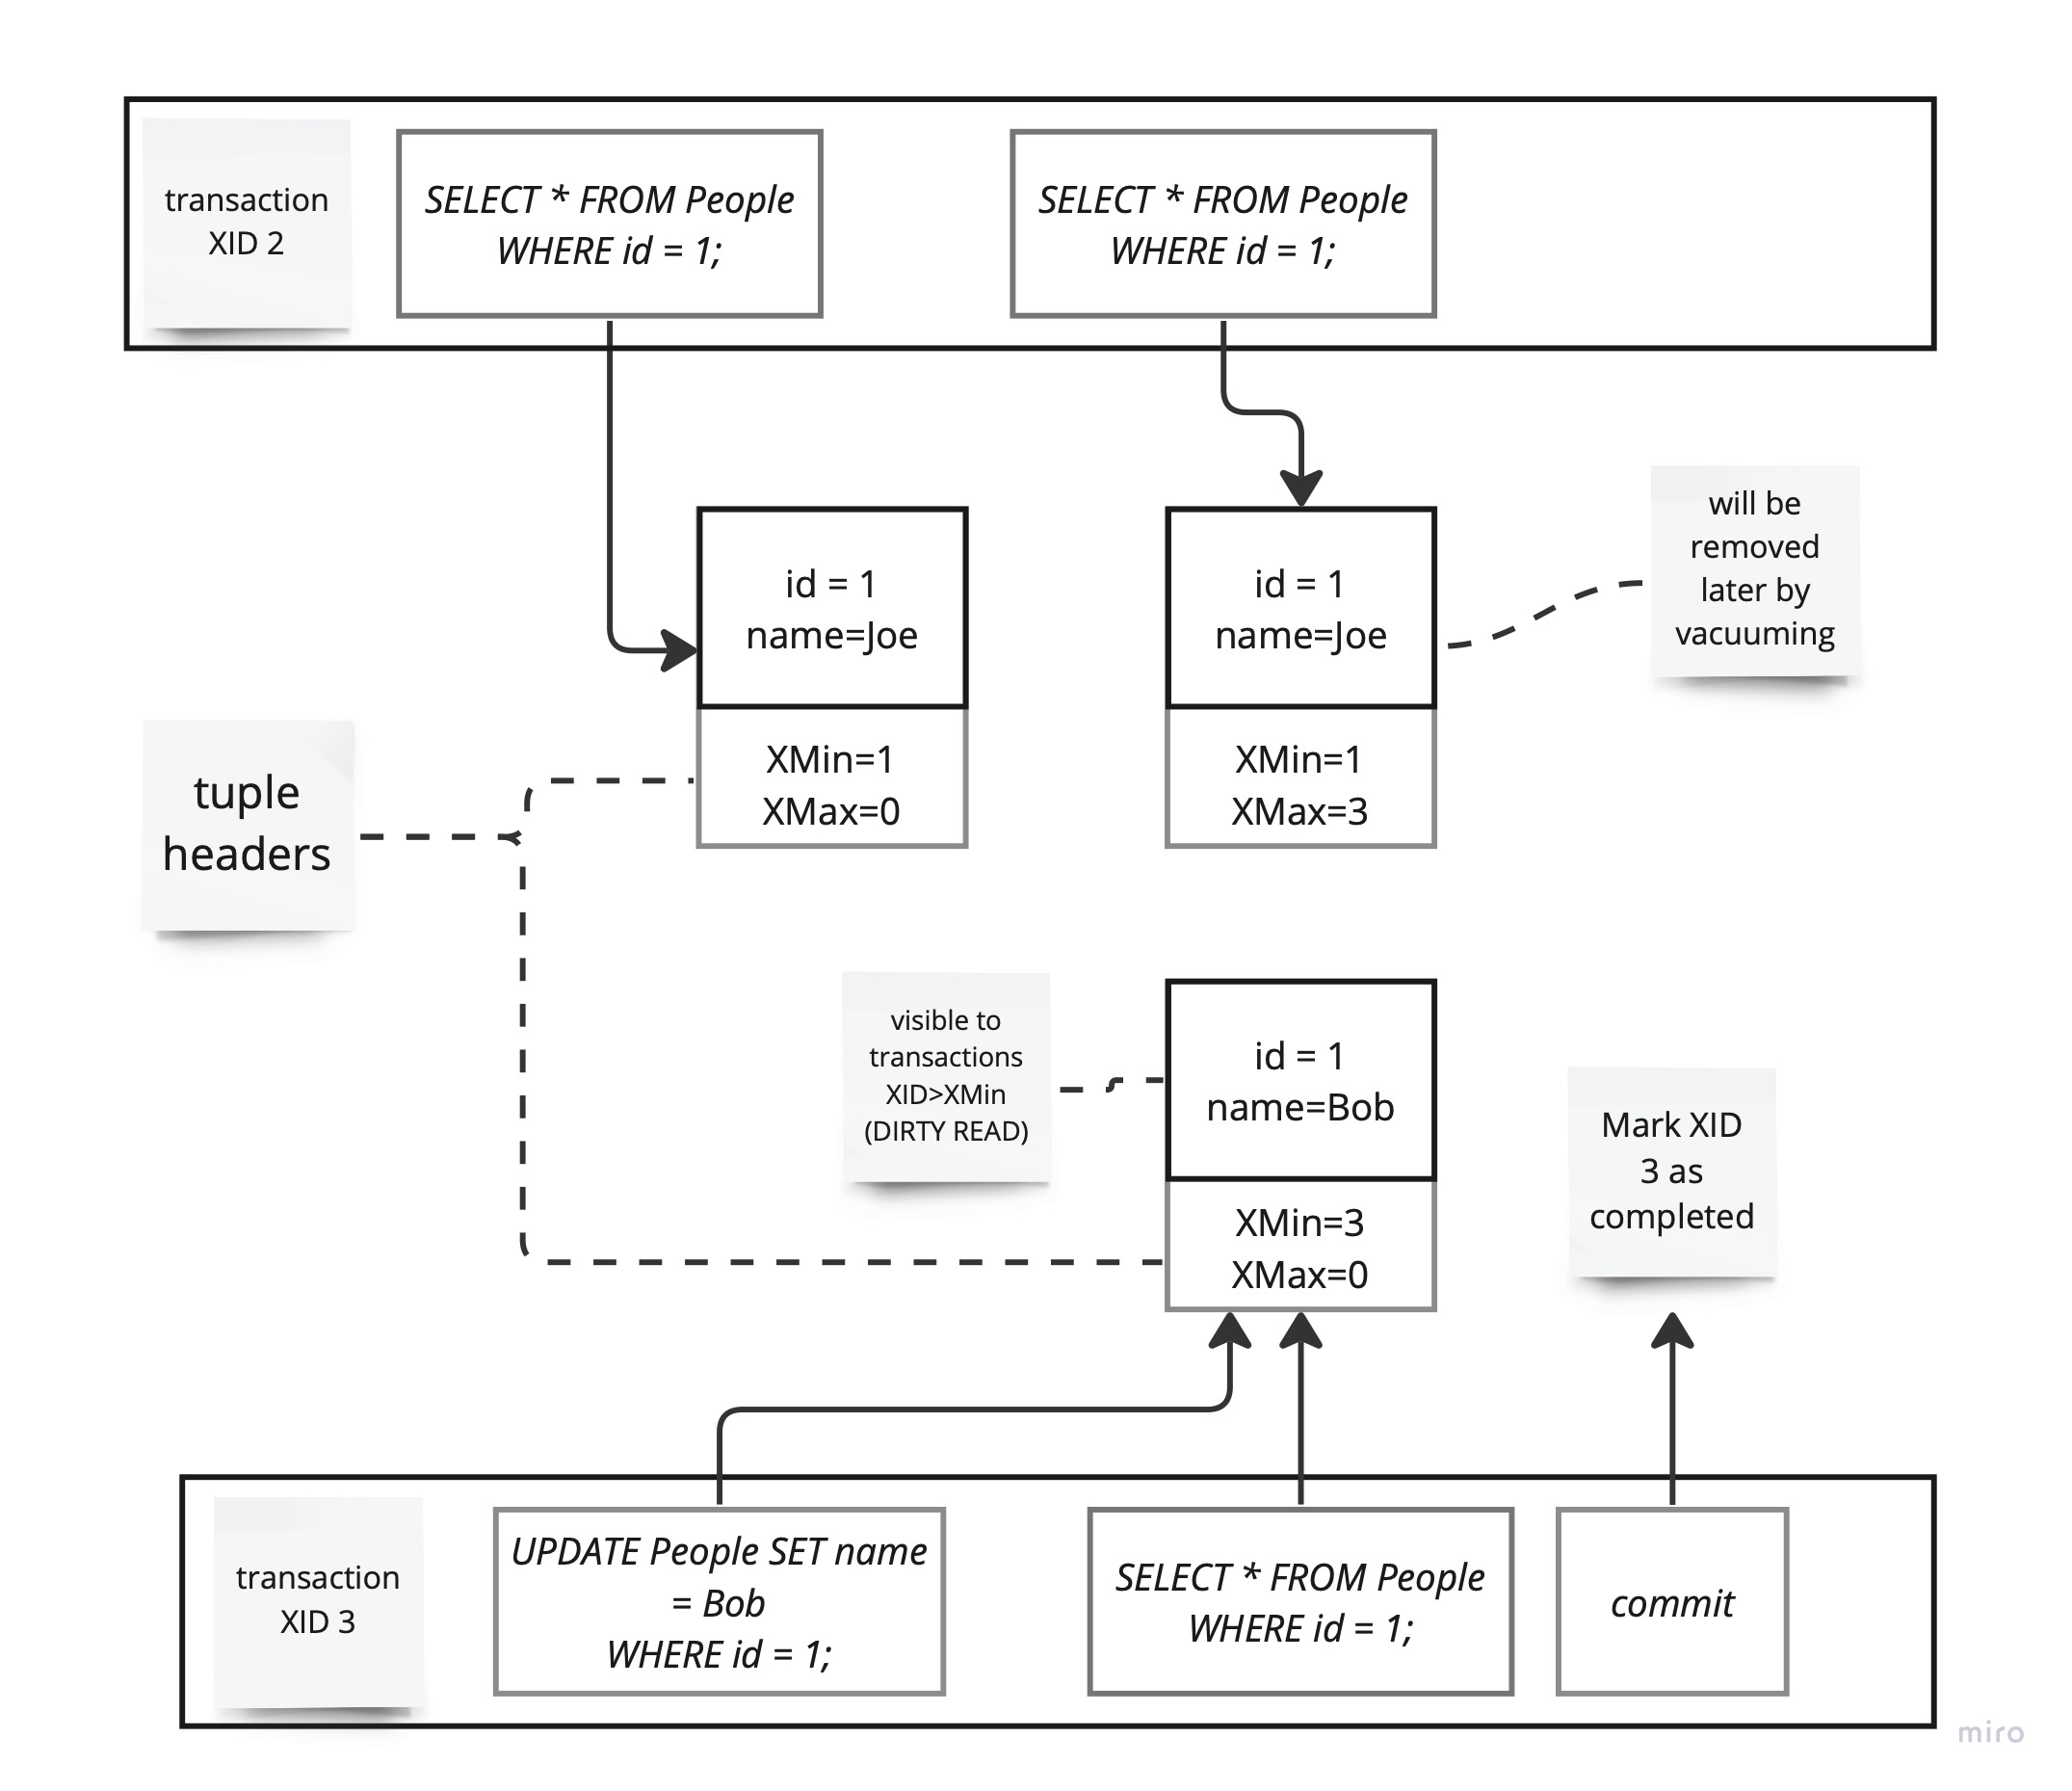 transaction
XID 2
SELECT * FROM People
WHERE id = 1;
SELECT * FROM People
WHERE id = 1;
id = 1
name=Joe
XMin=1
XMax=0
id = 1
name=Joe
XMin=1
XMax=3
will be
removed
later by
vacuuming
tuple
headers
visible to
transactions
XID>XMin
(DIRTY READ)
id = 1
name=Bob
XMin=3
XMax=0
Mark XID
3 as
completed
transaction
XID 3
UPDATE People SET name
= Bob
WHERE id = 1;
SELECT * FROM People
WHERE id = 1;
commit
miro